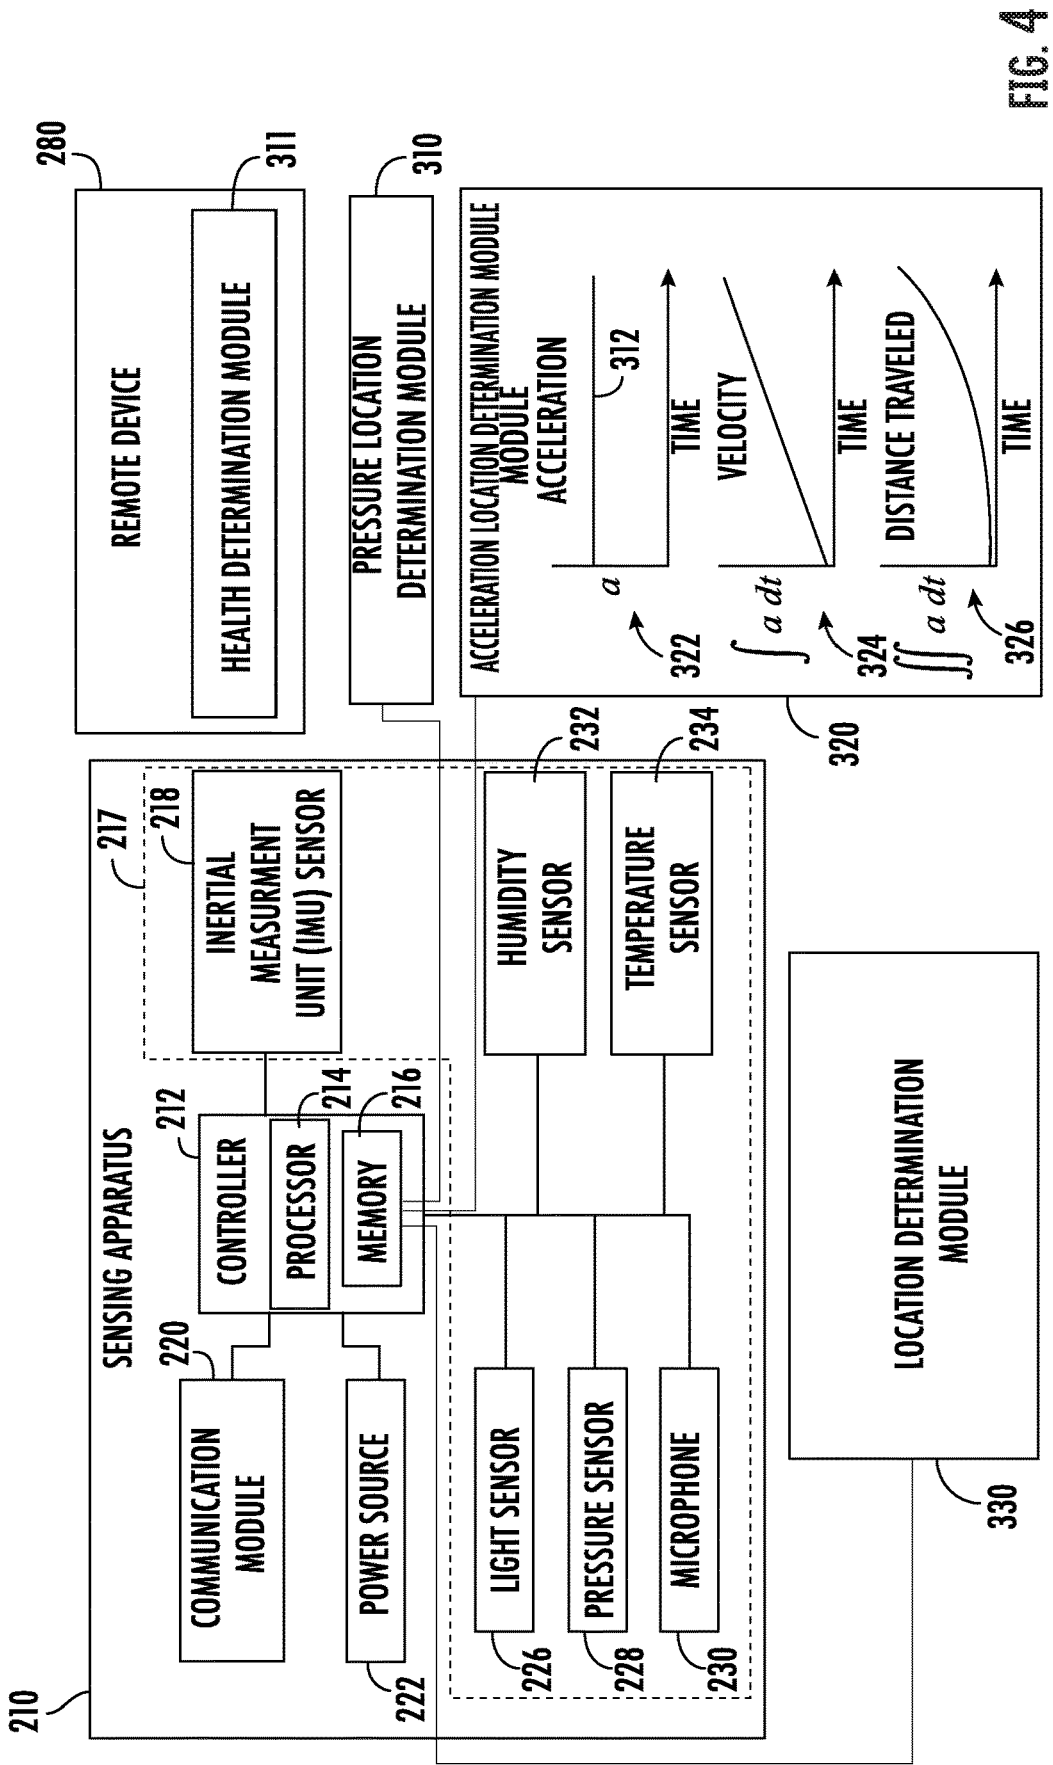 210
SENSING APPARATUS
217
280
REMOTE DEVICE
HEALTH DETERMINATION MODULE
311
220
COMMUNICATION
MODULE
212
CONTROLLER
214
PROCESSOR
216
MEMORY
218
INERTIAL
MEASURMENT
UNIT (IMU) SENSOR
POWER SOURCE
222
310
PRESSURE LOCATION
DETERMINATION MODULE
LIGHT SENSOR
226
PRESSURE SENSOR
228
MICROPHONE
230
HUMIDITY
SENSOR
232
TEMPERATURE
SENSOR
234
ACCELERATION LOCATION DETERMINATION MODULE
MODULE
ACCELERATION
a
312
322
TIME
VELOCITY
∫ a dt
324
TIME
DISTANCE TRAVELED
∫∫ a dt
326
TIME
320
LOCATION DETERMINATION
MODULE
330
FIG. 4